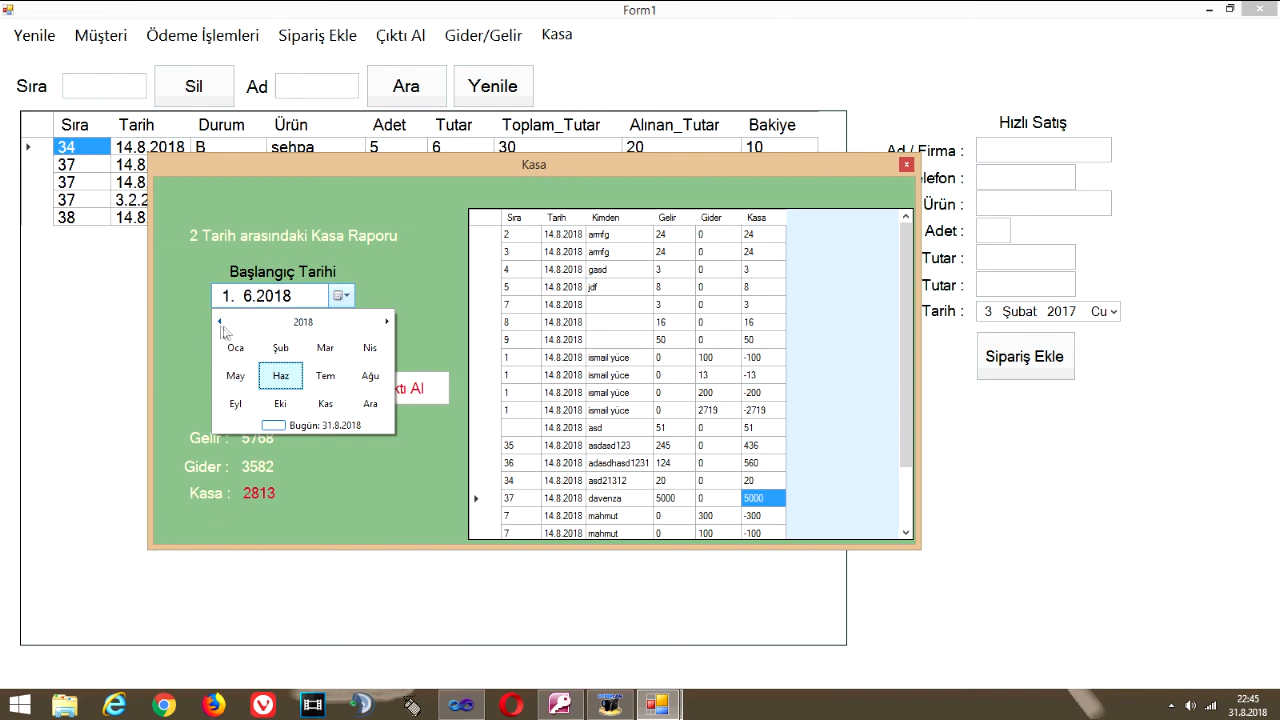 Form1
Yenile Müşteri Ödeme İşlemleri Sipariş Ekle Çıktı Al Gider/Gelir Kasa
Sıra Sil Ad Ara Yenile
Sıra Tarih Durum Ürün Adet Tutar Toplam_Tutar Alınan_Tutar Bakiye
34 14.8.2018 B sehpa 5 6 30 20 10
37 14.8
37 14.8
37 3.2.2
38 14.8
Hızlı Satış
Ad / Firma :
elefon :
Ürün :
Adet :
Tutar :
Tutar :
Tarih : 3 Şubat 2017 Cu
Sipariş Ekle
Kasa
2 Tarih arasındaki Kasa Raporu
Başlangıç Tarihi
1. 6.2018
2018
Oca Şub Mar Nis
May Haz Tem Ağu
Eyl Eki Kas Ara
Bugün: 31.8.2018
ktı Al
Gelir : 5768
Gider : 3582
Kasa : 2813
Sıra Tarih Kimden Gelir Gider Kasa
2 14.8.2018 amfg 24 0 24
3 14.8.2018 amfg 24 0 24
4 14.8.2018 gasd 3 0 3
5 14.8.2018 jdf 8 0 8
7 14.8.2018 3 0 3
8 14.8.2018 16 0 16
9 14.8.2018 50 0 50
1 14.8.2018 ismail yüce 0 100 -100
1 14.8.2018 ismail yüce 0 13 -13
1 14.8.2018 ismail yüce 0 200 -200
1 14.8.2018 ismail yüce 0 2719 -2719
14.8.2018 asd 51 0 51
35 14.8.2018 asdasd123 245 0 436
36 14.8.2018 adasdhasd1231 124 0 560
34 14.8.2018 asd21312 20 0 20
37 14.8.2018 davenza 5000 0 5000
7 14.8.2018 mahmut 0 300 -300
7 14.8.2018 mahmut 0 100 -100
22:45
31.8.2018